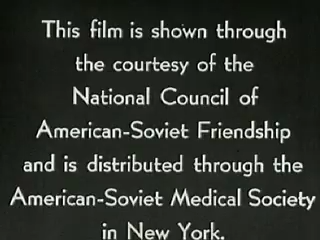 This film is shown through
the courtesy of the
National Council of
American-Soviet Friendship
and is distributed through the
American-Soviet Medical Society
in New York.